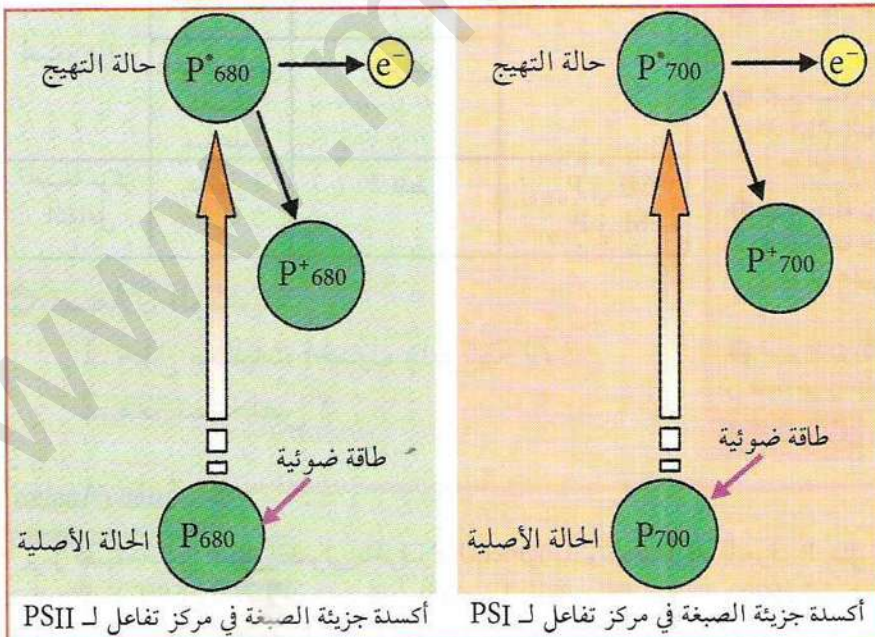 حالة التهيج
P*680
e⁻
P⁺680
طاقة ضوئية
الحالة الأصلية
P680
أكسدة جزيئة الصبغة في مركز تفاعل لـ PSII
حالة التهيج
P*700
e⁻
P⁺700
طاقة ضوئية
الحالة الأصلية
P700
أكسدة جزيئة الصبغة في مركز تفاعل لـ PSI
www.m